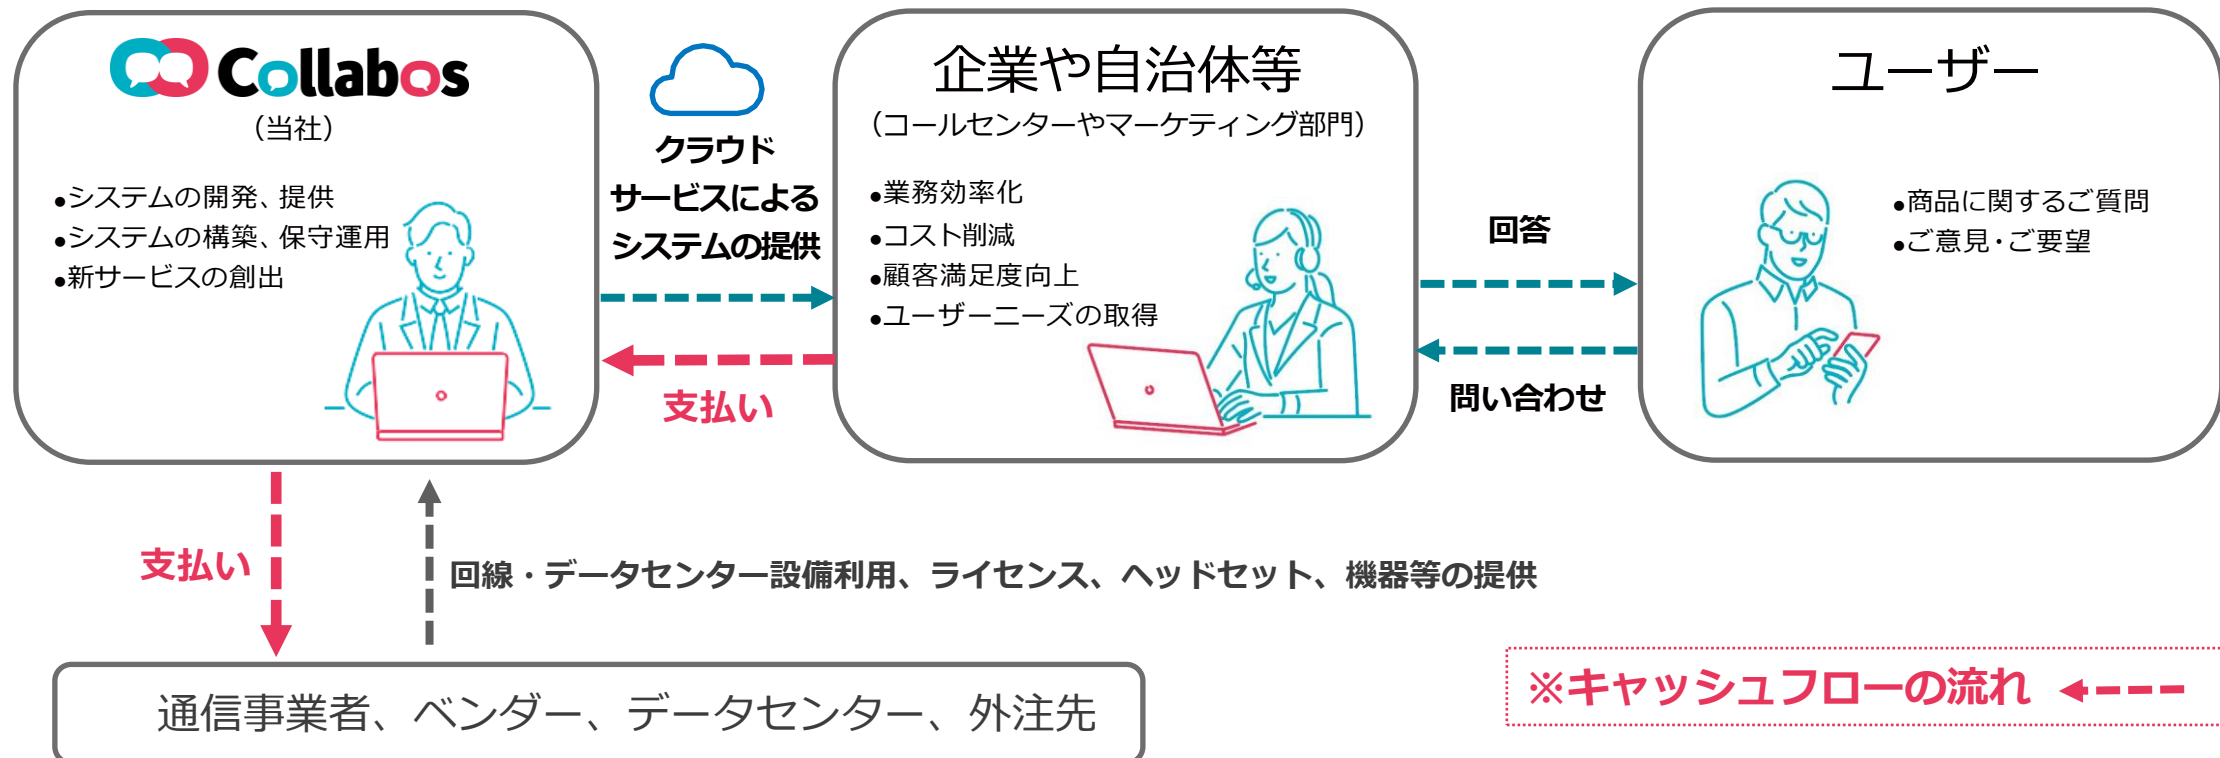 Collabos
（当社）
●システムの開発、提供
●システムの構築、保守運用
●新サービスの創出
クラウド
サービスによる
システムの提供
支払い
企業や自治体等
（コールセンターやマーケティング部門）
●業務効率化
●コスト削減
●顧客満足度向上
●ユーザーニーズの取得
回答
問い合わせ
ユーザー
●商品に関するご質問
●ご意見・ご要望
支払い
回線・データセンター設備利用、ライセンス、ヘッドセット、機器等の提供
通信事業者、ベンダー、データセンター、外注先
※キャッシュフローの流れ